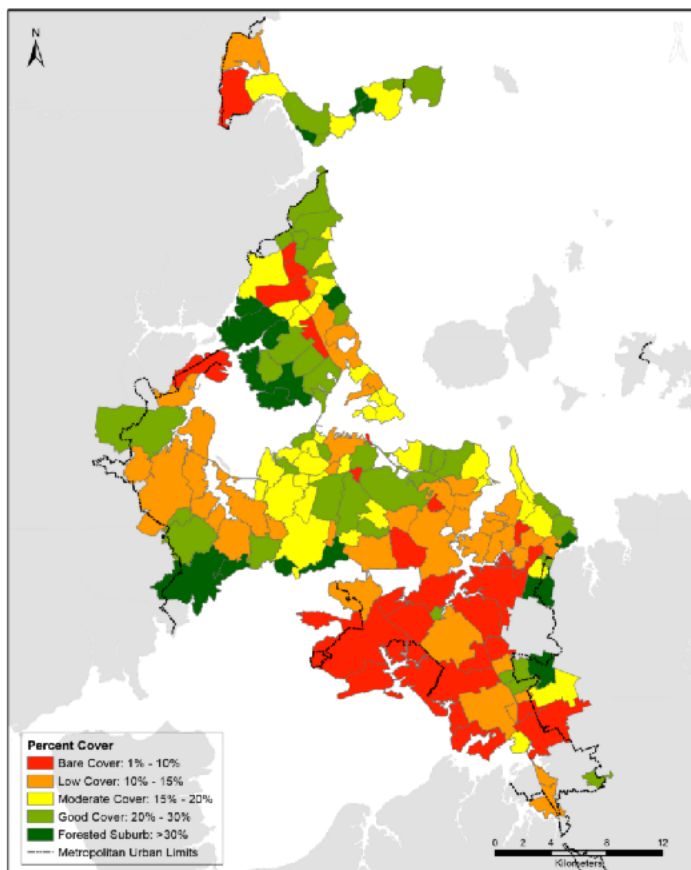 N
N
Percent Cover
Bare Cover: 1% - 10%
Low Cover: 10% - 15%
Moderate Cover: 15% - 20%
Good Cover: 20% - 30%
Forested Suburb: >30%
Metropolitan Urban Limits
0 2 4 8 12
Kilometers